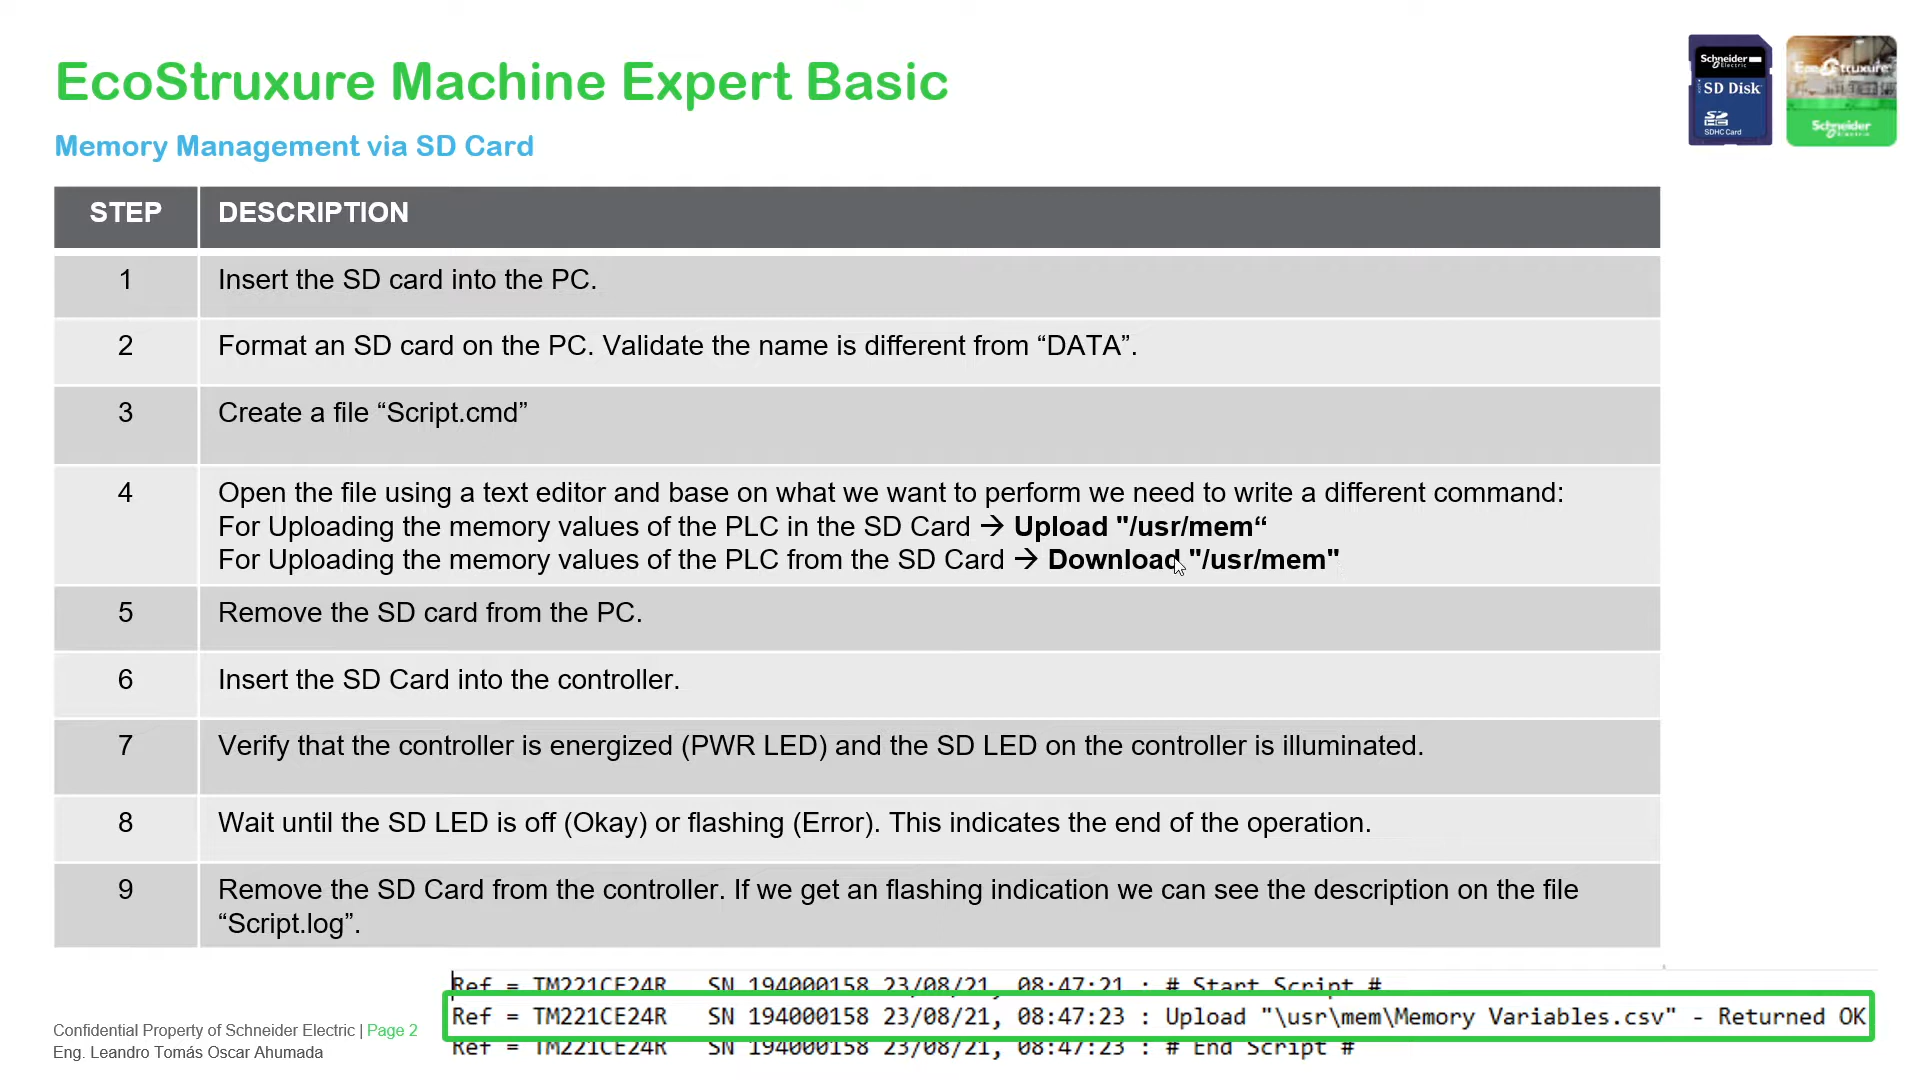 EcoStruxure Machine Expert Basic
Memory Management via SD Card
Schneider
Electric
SD Disk
SDHC Card
EcoStruxure
Schneider
STEP DESCRIPTION
1 Insert the SD card into the PC.
2 Format an SD card on the PC. Validate the name is different from “DATA”.
3 Create a file “Script.cmd”
4 Open the file using a text editor and base on what we want to perform we need to write a different command:
For Uploading the memory values of the PLC in the SD Card → Upload "/usr/mem“
For Uploading the memory values of the PLC from the SD Card → Download "/usr/mem"
5 Remove the SD card from the PC.
6 Insert the SD Card into the controller.
7 Verify that the controller is energized (PWR LED) and the SD LED on the controller is illuminated.
8 Wait until the SD LED is off (Okay) or flashing (Error). This indicates the end of the operation.
9 Remove the SD Card from the controller. If we get an flashing indication we can see the description on the file
“Script.log”.
Ref = TM221CE24R SN 194000158 23/08/21, 08:47:21 : # Start Script #
Ref = TM221CE24R SN 194000158 23/08/21, 08:47:23 : Upload "\usr\mem\Memory Variables.csv" - Returned OK
Ref = TM221CE24R SN 194000158 23/08/21, 08:47:23 : # End Script #
Confidential Property of Schneider Electric | Page 2
Eng. Leandro Tomás Oscar Ahumada